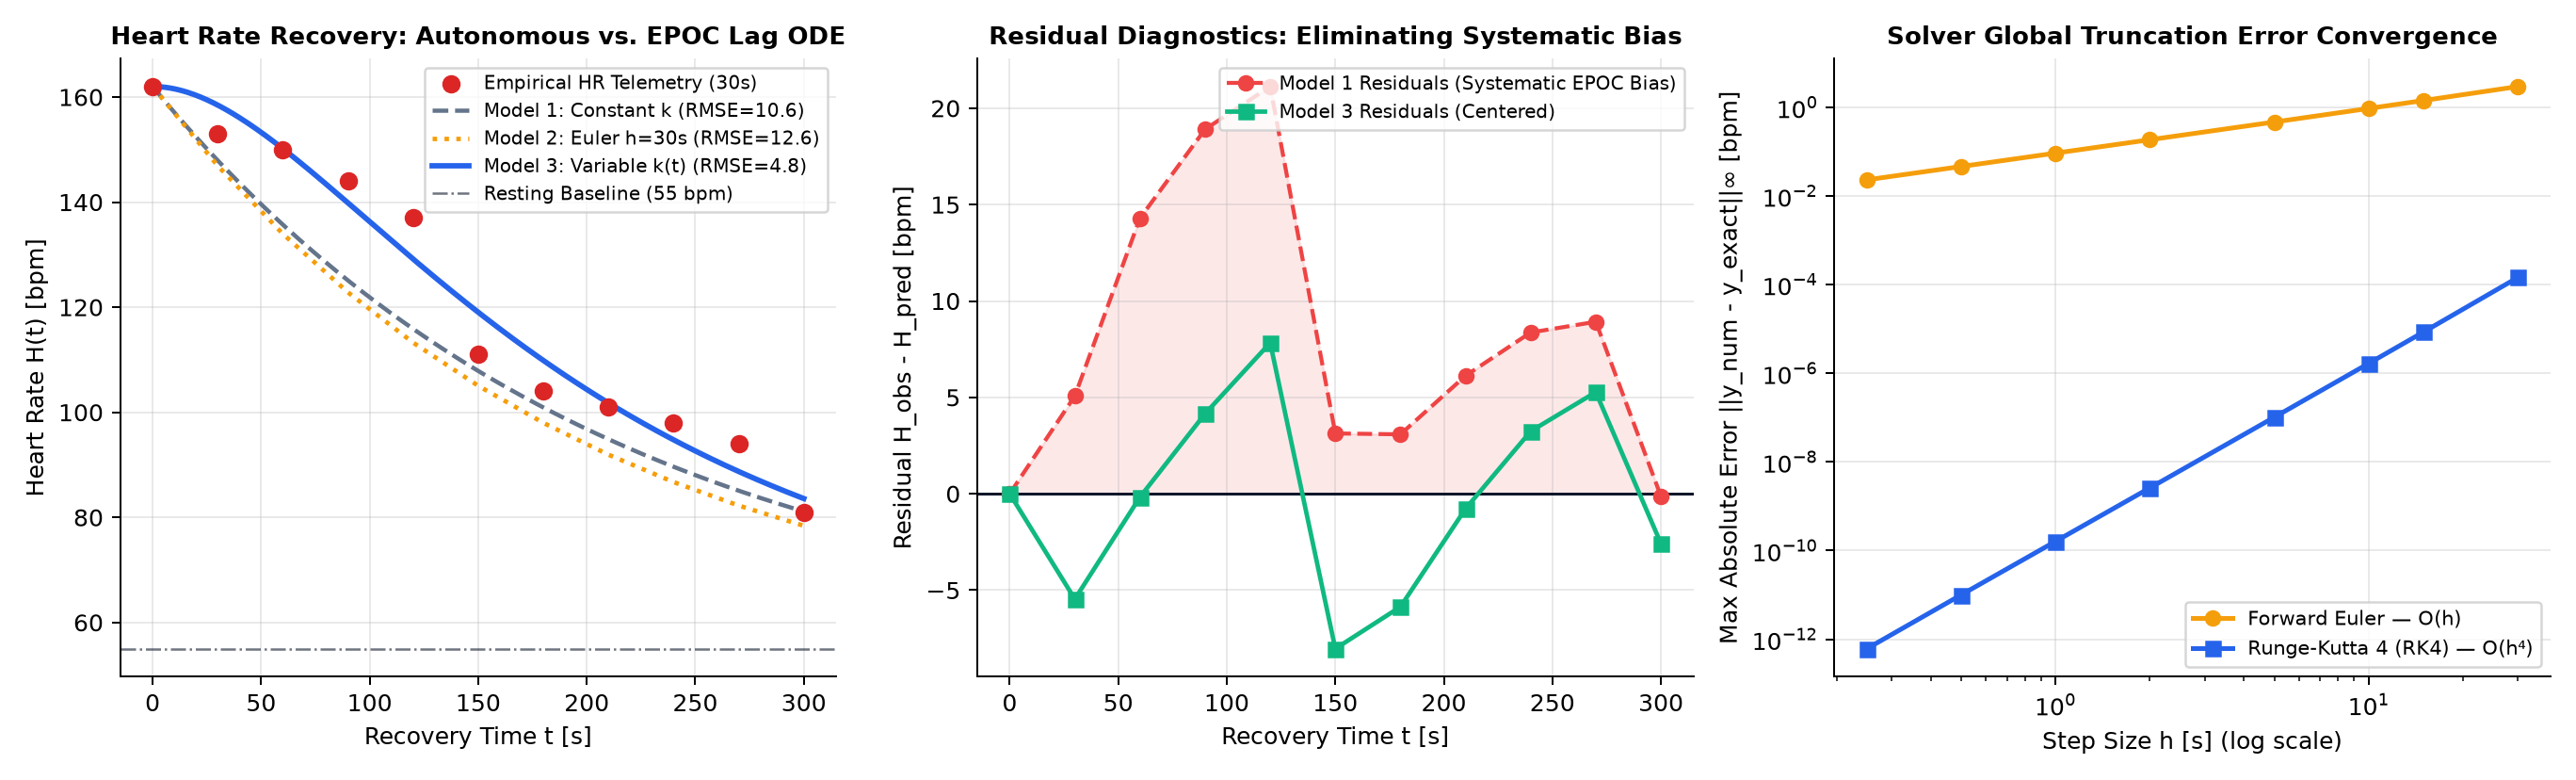 Heart Rate Recovery: Autonomous vs. EPOC Lag ODE
Heart Rate H(t) [bpm]
160
140
120
100
80
60
Empirical HR Telemetry (30s)
Model 1: Constant k (RMSE=10.6)
Model 2: Euler h=30s (RMSE=12.6)
Model 3: Variable k(t) (RMSE=4.8)
Resting Baseline (55 bpm)
0 50 100 150 200 250 300
Recovery Time t [s]
Residual Diagnostics: Eliminating Systematic Bias
Residual H_obs - H_pred [bpm]
20
15
10
5
0
−5
Model 1 Residuals (Systematic EPOC Bias)
Model 3 Residuals (Centered)
0 50 100 150 200 250 300
Recovery Time t [s]
Solver Global Truncation Error Convergence
Max Absolute Error ||y_num - y_exact||∞ [bpm]
10⁰
10⁻²
10⁻⁴
10⁻⁶
10⁻⁸
10⁻¹⁰
10⁻¹²
Forward Euler — O(h)
Runge-Kutta 4 (RK4) — O(h⁴)
10⁰ 10¹
Step Size h [s] (log scale)